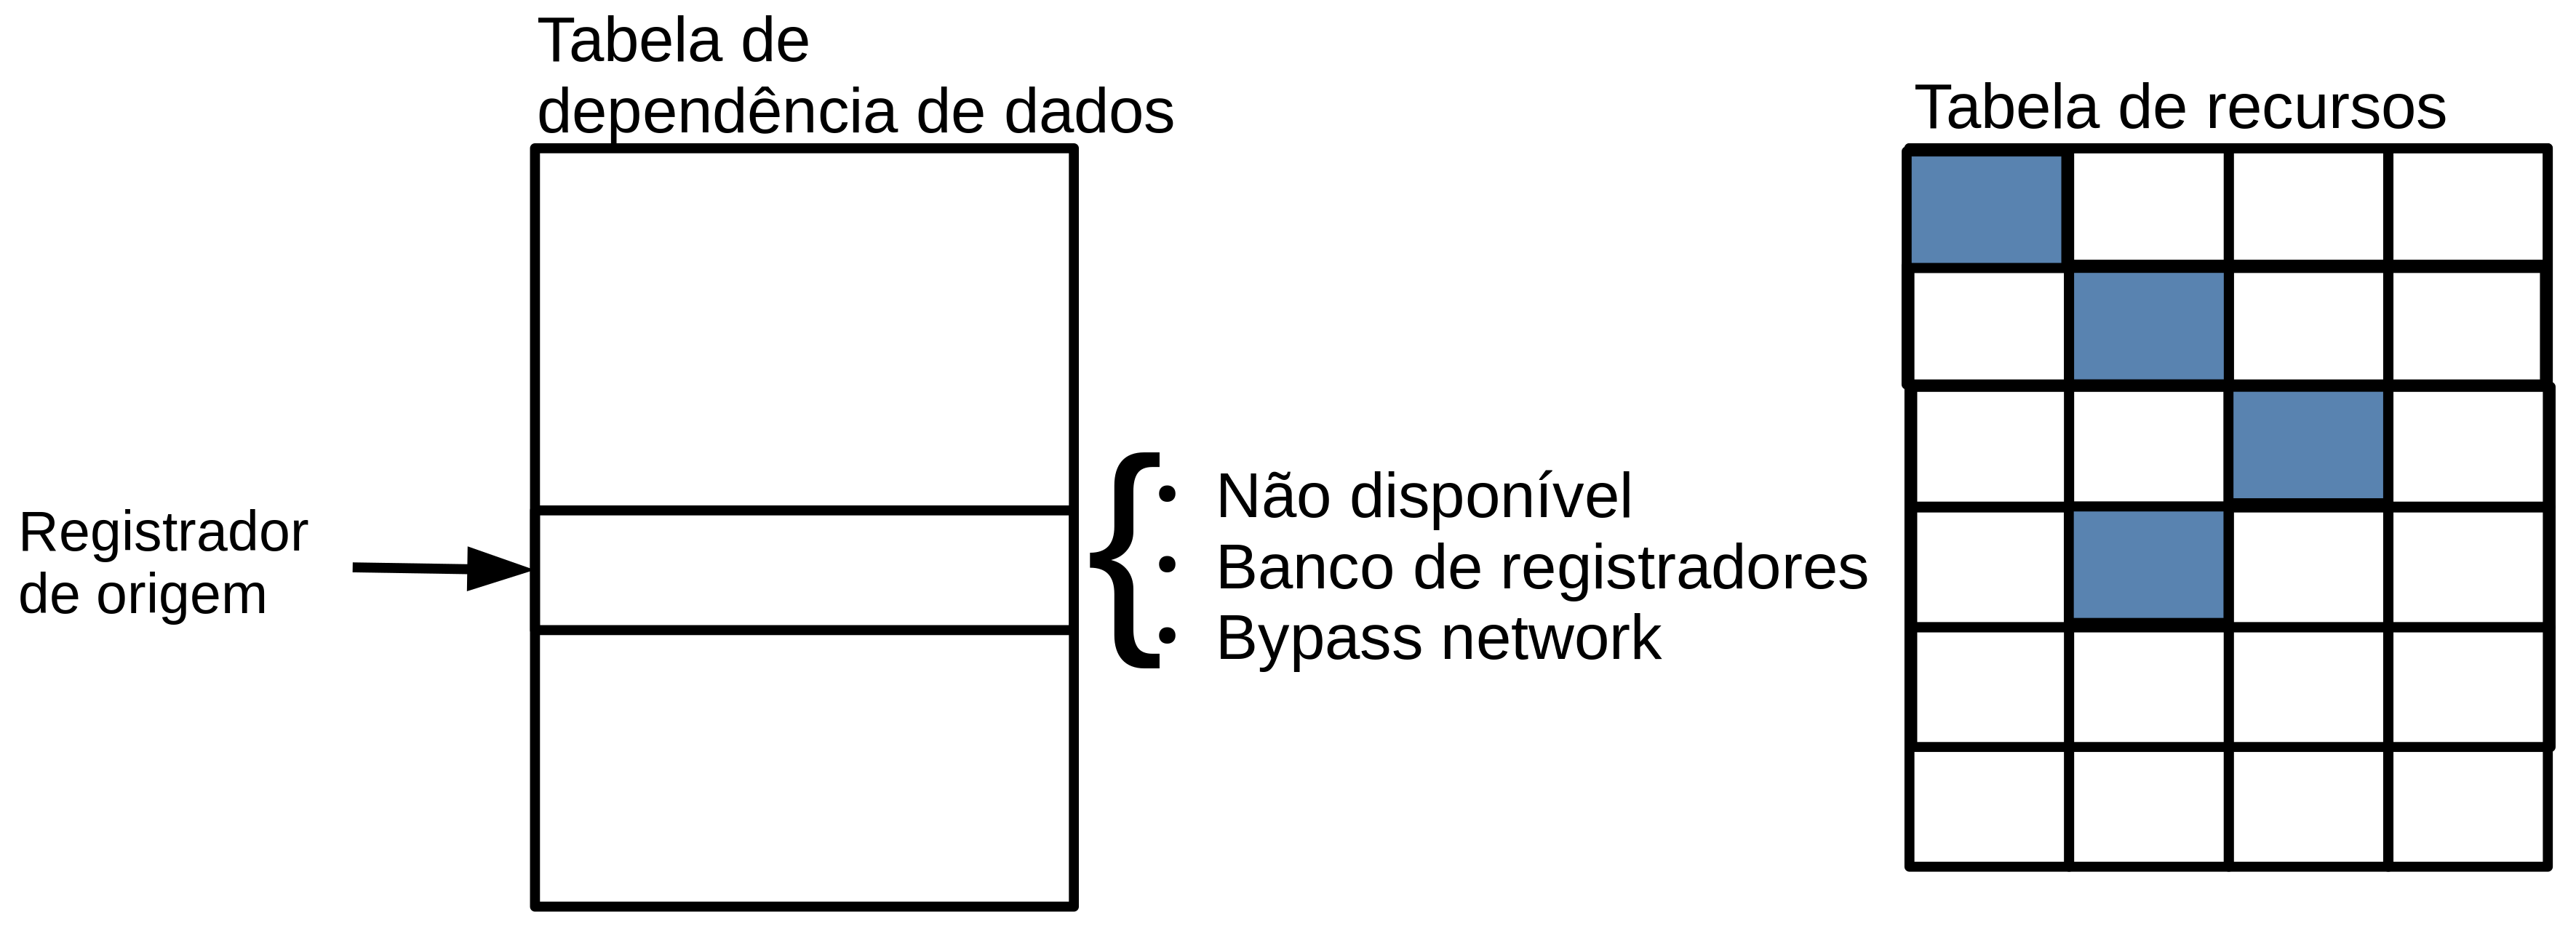 Tabela de
dependência de dados
Tabela de recursos
Registrador
de origem
{
• Não disponível
• Banco de registradores
• Bypass network